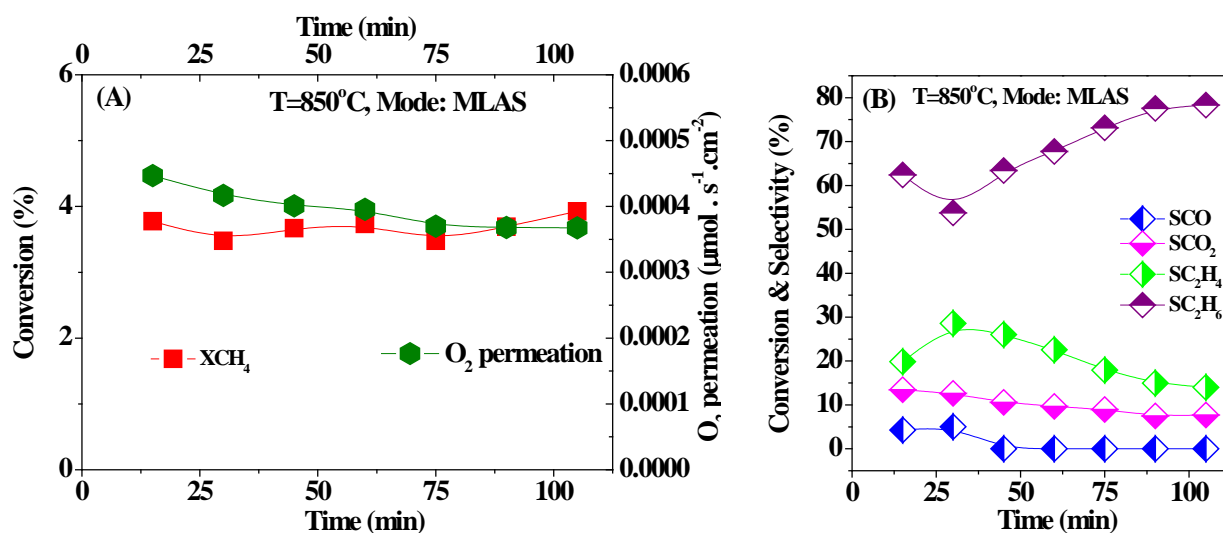 Time (min)
0 25 50 75 100
(A)
T=850°C, Mode: MLAS
Conversion (%)
6
4
2
0
XCH₄
O₂ permeation
0.0006
0.0005
0.0004
0.0003
0.0002
0.0001
0.0000
O₂ permeation (μmol . s⁻¹.cm⁻²)
0 25 50 75 100
Time (min)
(B)
T=850°C, Mode: MLAS
Conversion & Selectivity (%)
80
70
60
50
40
30
20
10
0
SCO
SCO₂
SC₂H₄
SC₂H₆
0 25 50 75 100
Time (min)